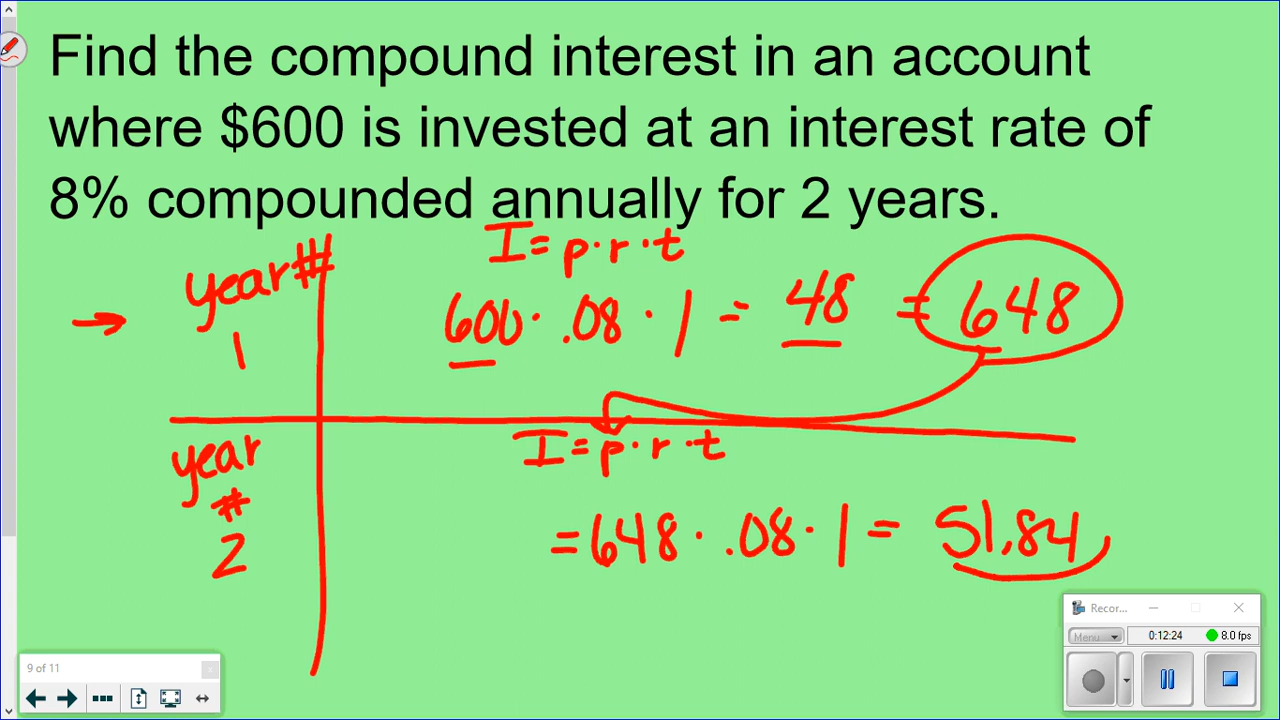 Find the compound interest in an account
where $600 is invested at an interest rate of
8% compounded annually for 2 years.
I = p · r · t
year #
1
600 · .08 · 1 = 48 = 648
I = p · r · t
year
#
2
= 648 · .08 · 1 = 51.84
Recor...
Menu
0:12:24
8.0 fps
9 of 11